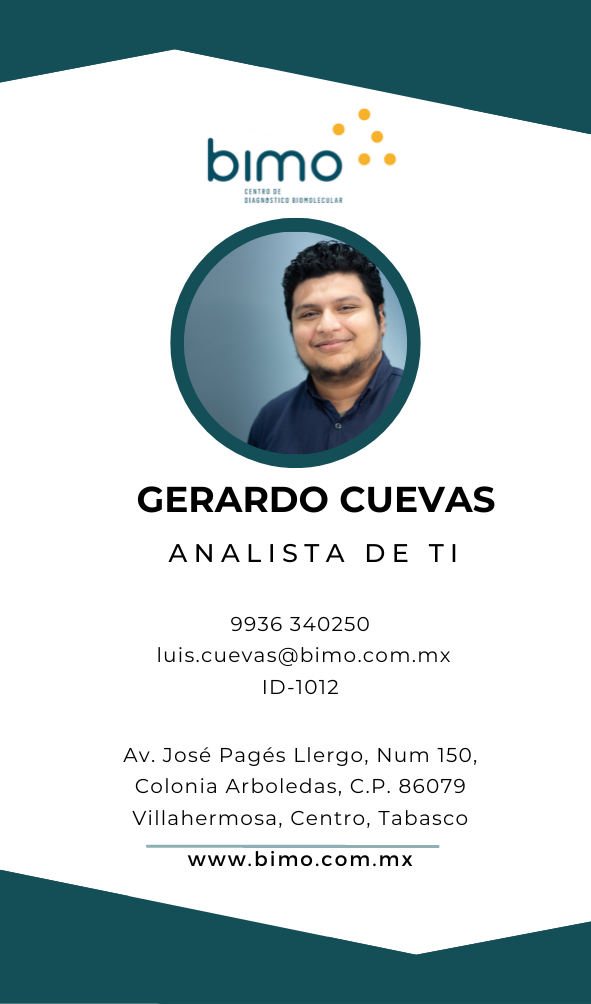 bimo
CENTRO DE
DIAGNÓSTICO BIOMOLECULAR
GERARDO CUEVAS
ANALISTA DE TI
9936 340250
luis.cuevas@bimo.com.mx
ID-1012
Av. José Pagés Llergo, Num 150,
Colonia Arboledas, C.P. 86079
Villahermosa, Centro, Tabasco
www.bimo.com.mx